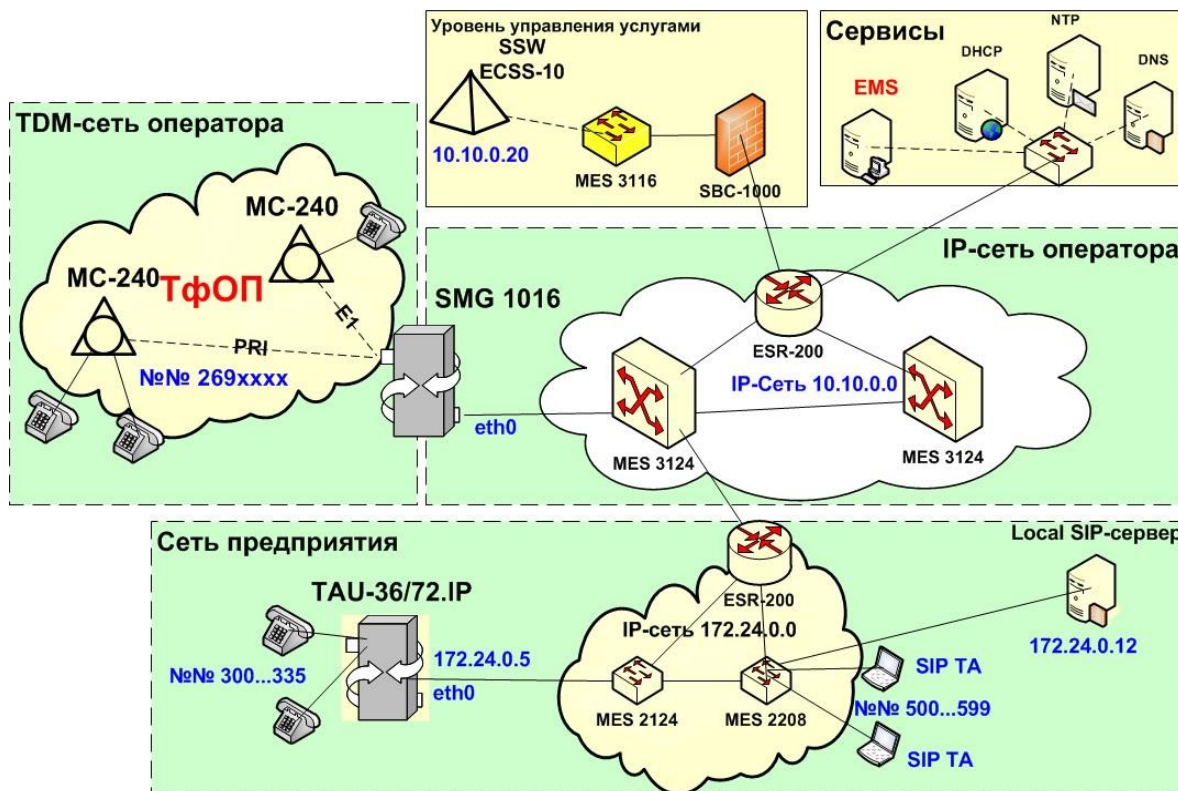 Уровень управления услугами
SSW
ECSS-10
10.10.0.20
MES 3116
SBC-1000
Сервисы
NTP
DHCP
DNS
EMS
TDM-сеть оператора
MC-240
MC-240
ТфОП
E1
PRI
№№ 269xxxx
IP-сеть оператора
SMG 1016
ESR-200
IP-Сеть 10.10.0.0
eth0
MES 3124
MES 3124
Сеть предприятия
Local SIP-сервер
TAU-36/72.IP
ESR-200
IP-сеть 172.24.0.0
172.24.0.5
172.24.0.12
№№ 300...335
eth0
SIP TA
№№ 500...599
MES 2124
MES 2208
SIP TA